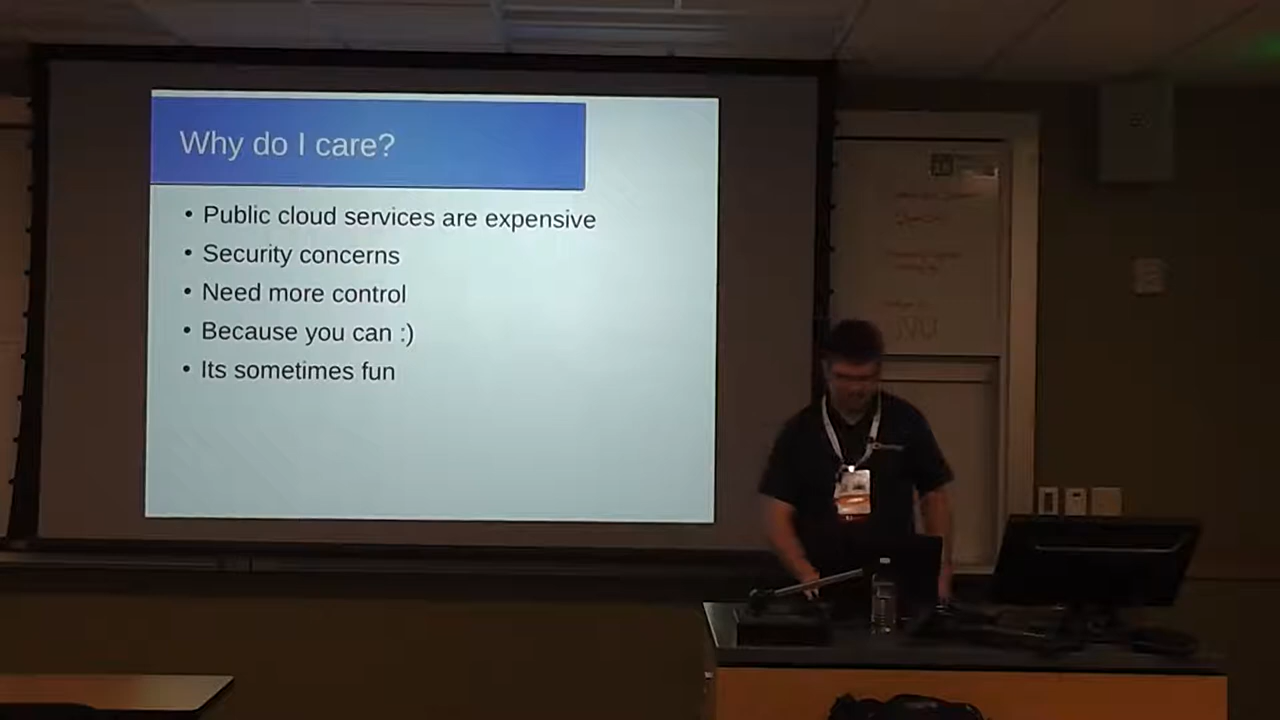 Why do I care?
• Public cloud services are expensive
• Security concerns
• Need more control
• Because you can :)
• Its sometimes fun